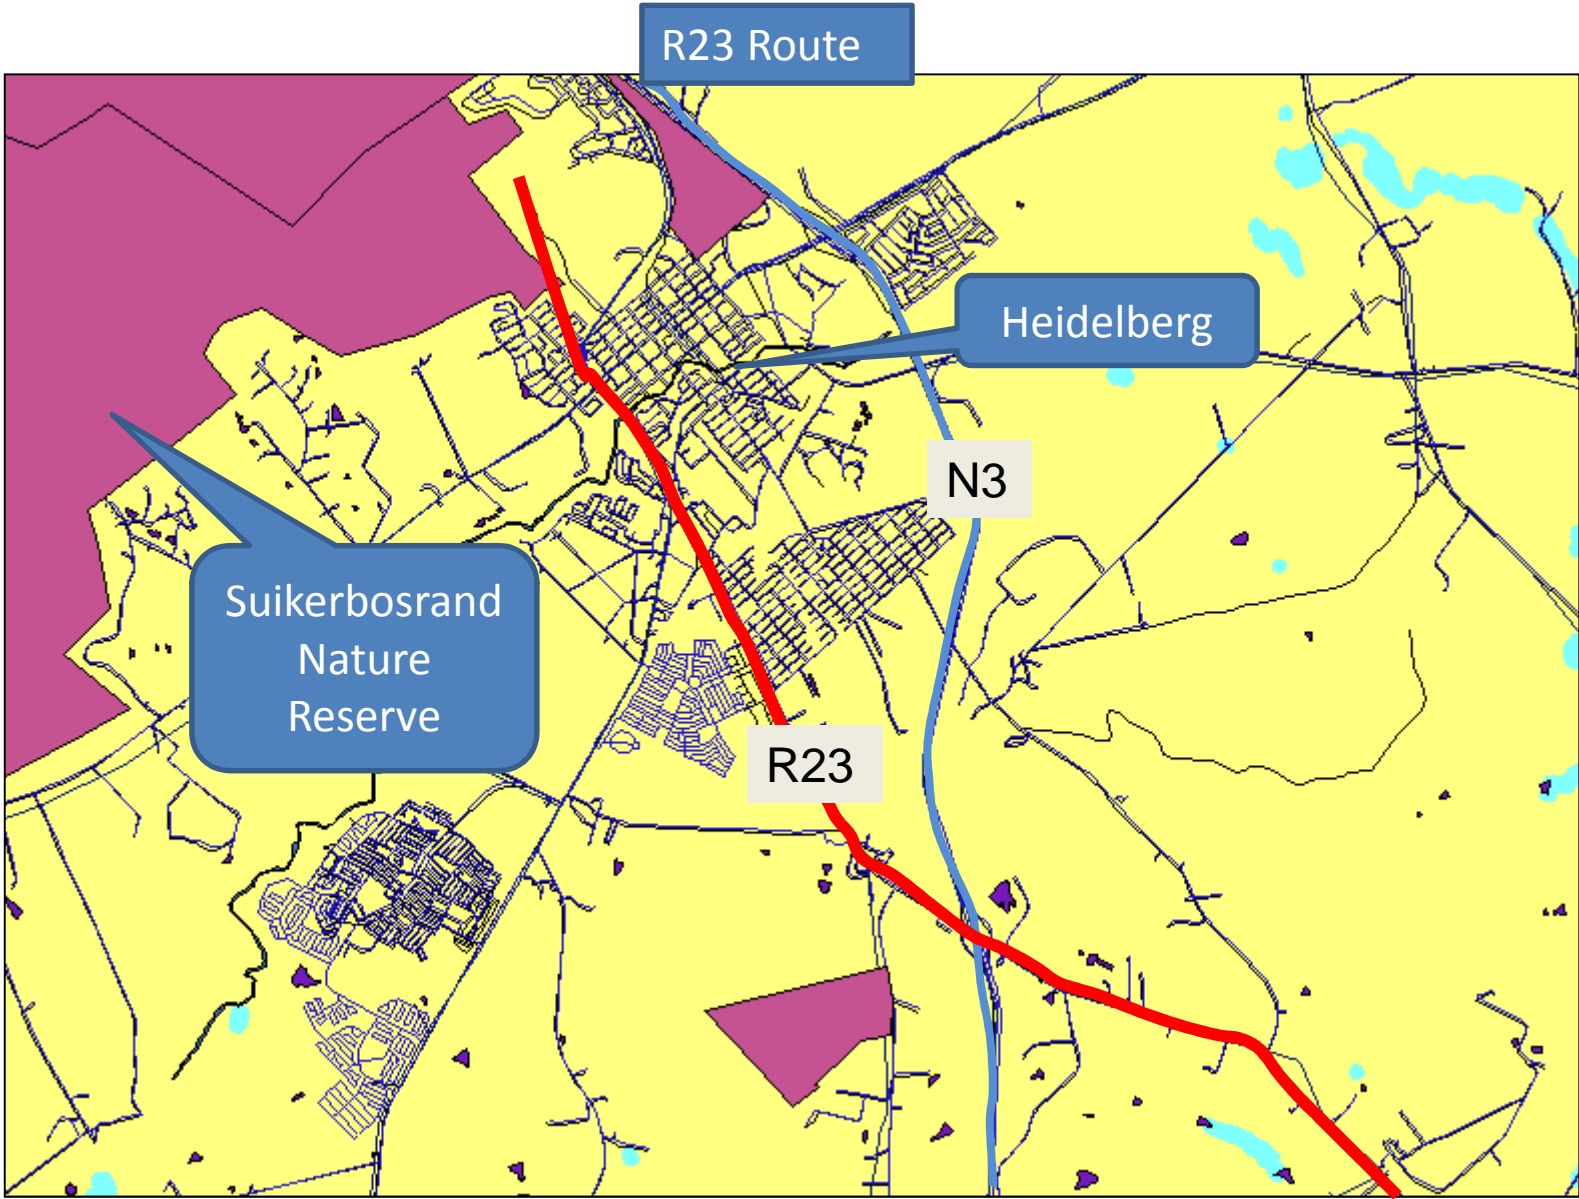 R23 Route
Heidelberg
N3
Suikerbosrand
Nature
Reserve
R23